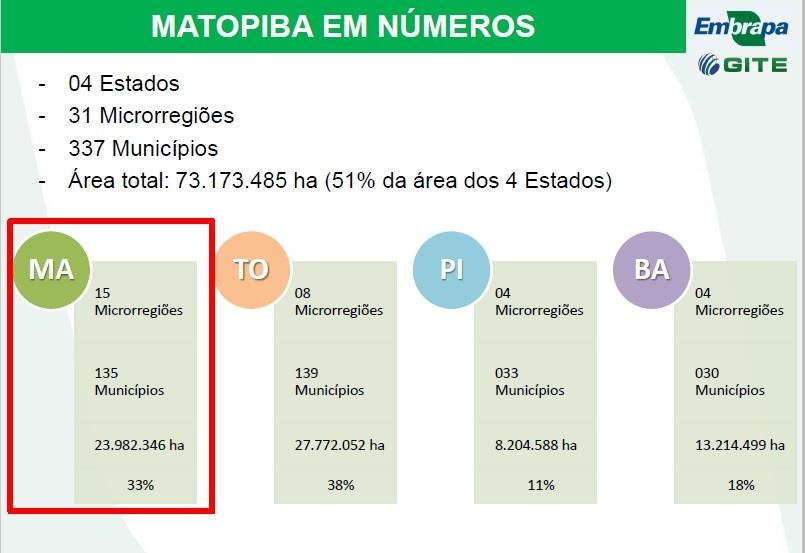 MATOPIBA EM NÚMEROS
Embrapa
GITE
- 04 Estados
- 31 Microrregiões
- 337 Municípios
- Área total: 73.173.485 ha (51% da área dos 4 Estados)
MA
15
Microrregiões
135
Municípios
23.982.346 ha
33%
TO
08
Microrregiões
139
Municípios
27.772.052 ha
38%
PI
04
Microrregiões
033
Municípios
8.204.588 ha
11%
BA
04
Microrregiões
030
Municípios
13.214.499 ha
18%